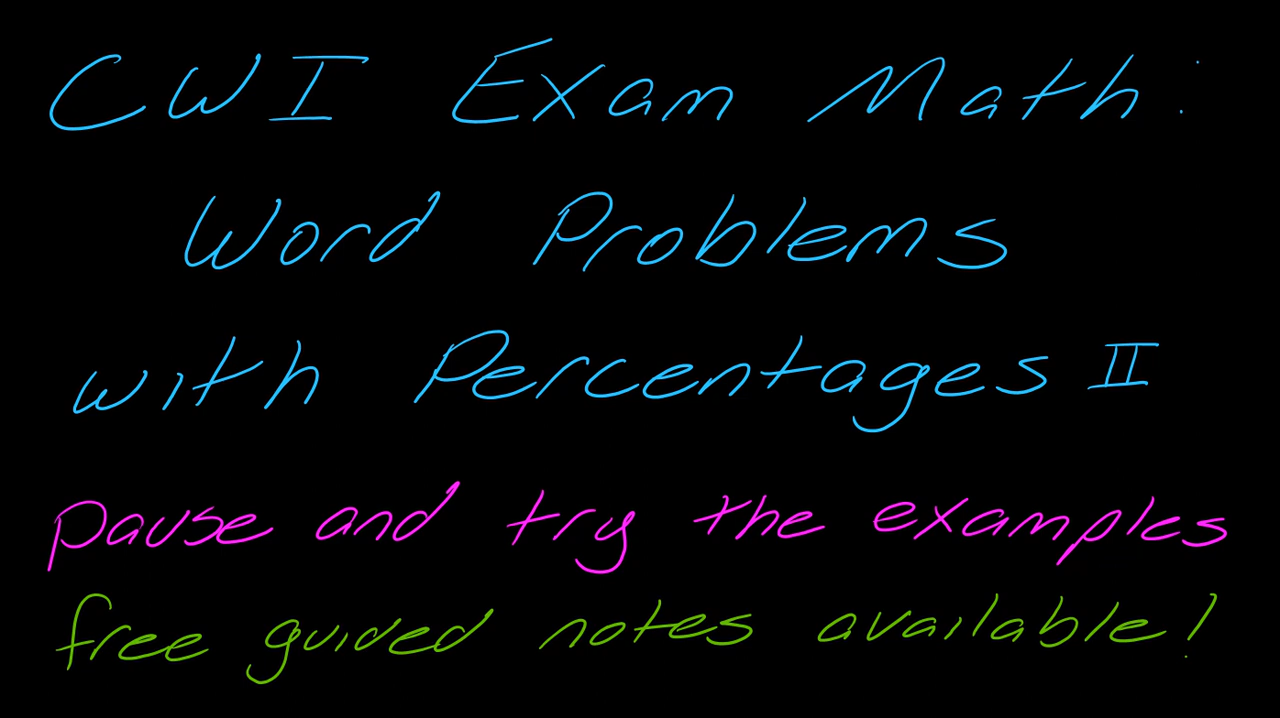 CWI Exam Math:
Word Problems
with Percentages II
pause and try the examples
free guided notes available!